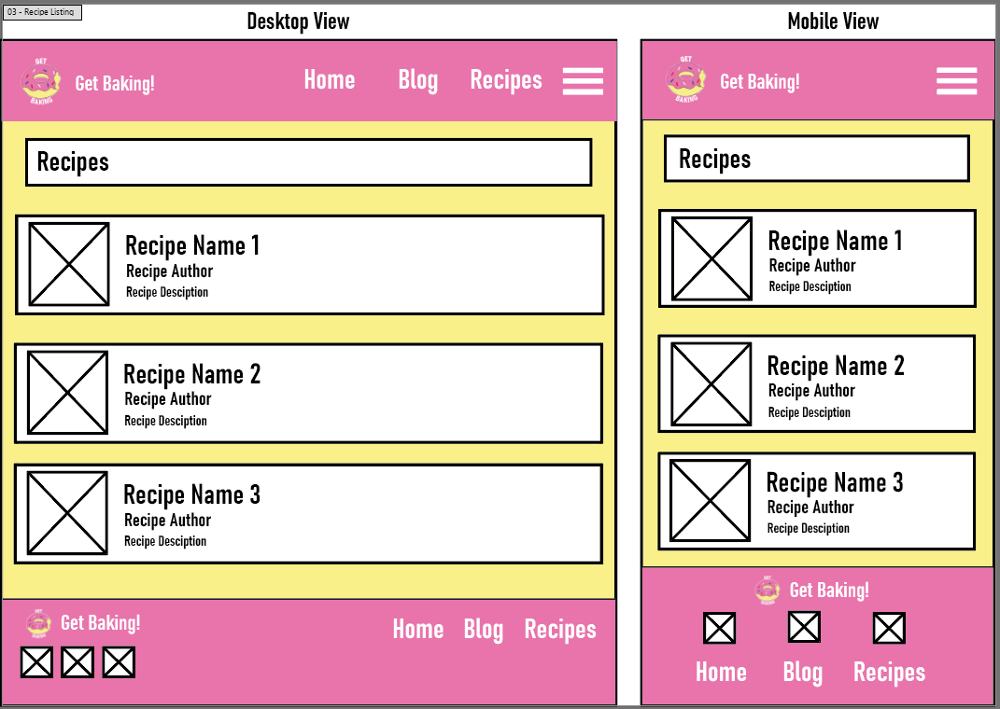 03 - Recipe Listing
Desktop View
GET
BAKING
Get Baking!
Home Blog Recipes
Recipes
Recipe Name 1
Recipe Author
Recipe Desciption
Recipe Name 2
Recipe Author
Recipe Desciption
Recipe Name 3
Recipe Author
Recipe Desciption
Get Baking!
Home Blog Recipes
Mobile View
GET
BAKING
Get Baking!
Recipes
Recipe Name 1
Recipe Author
Recipe Desciption
Recipe Name 2
Recipe Author
Recipe Desciption
Recipe Name 3
Recipe Author
Recipe Desciption
Get Baking!
Home Blog Recipes